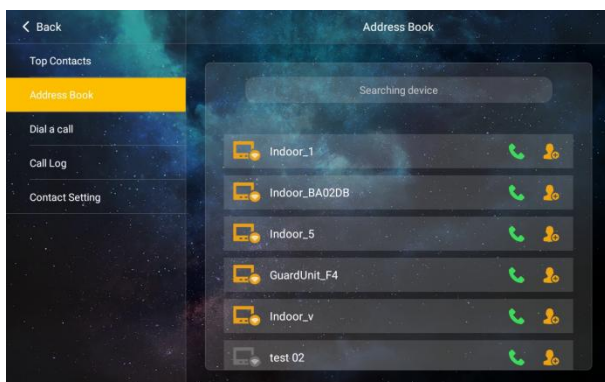 Back
Address Book
Top Contacts
Address Book
Dial a call
Call Log
Contact Setting
Searching device
Indoor_1
Indoor_BA02DB
Indoor_5
GuardUnit_F4
Indoor_v
test 02